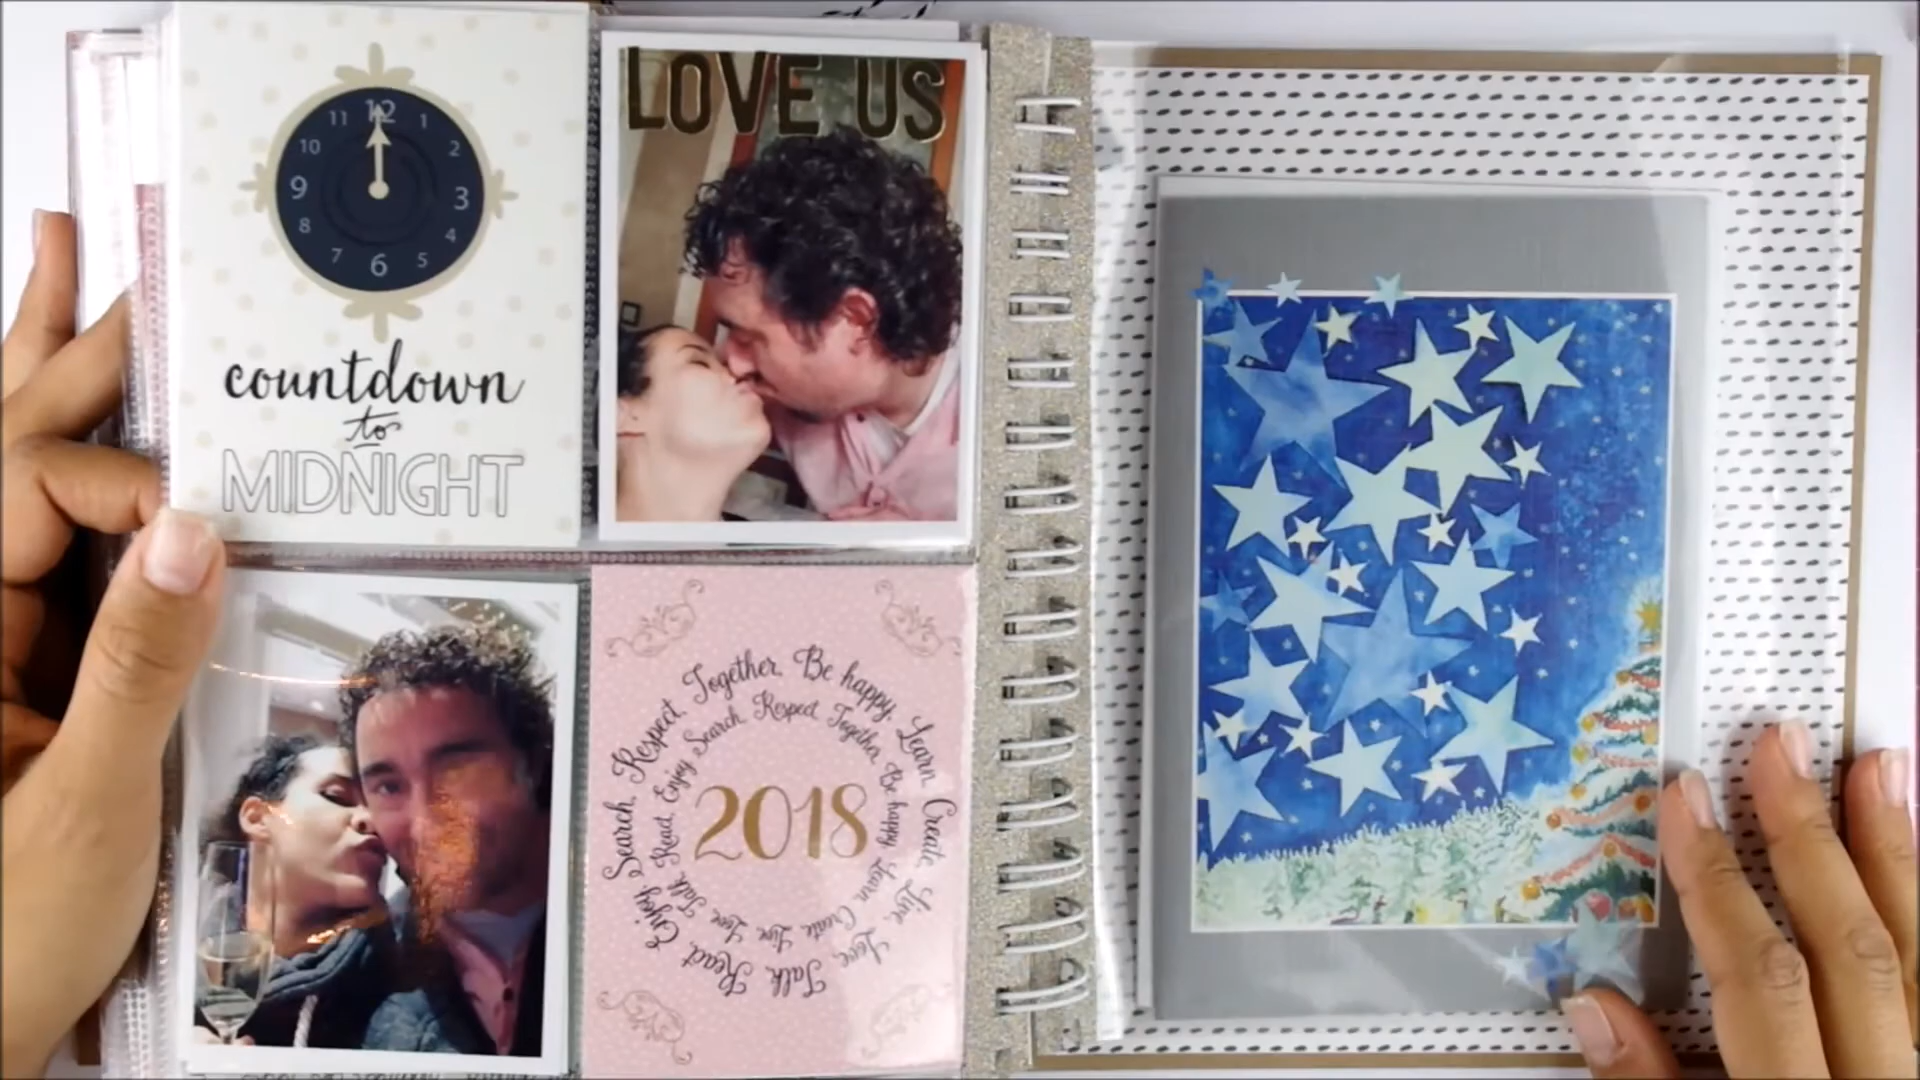 12
1
2
3
4
5
6
7
8
9
10
11
countdown
to
MIDNIGHT
LOVE US
Search, Respect, Together, Be happy, Learn, Create, Live, Love, Talk, React, Enjoy,
Search, Respect, Together, Be happy, Learn, Create, Live, Love, Talk, Read, Enjoy
2018